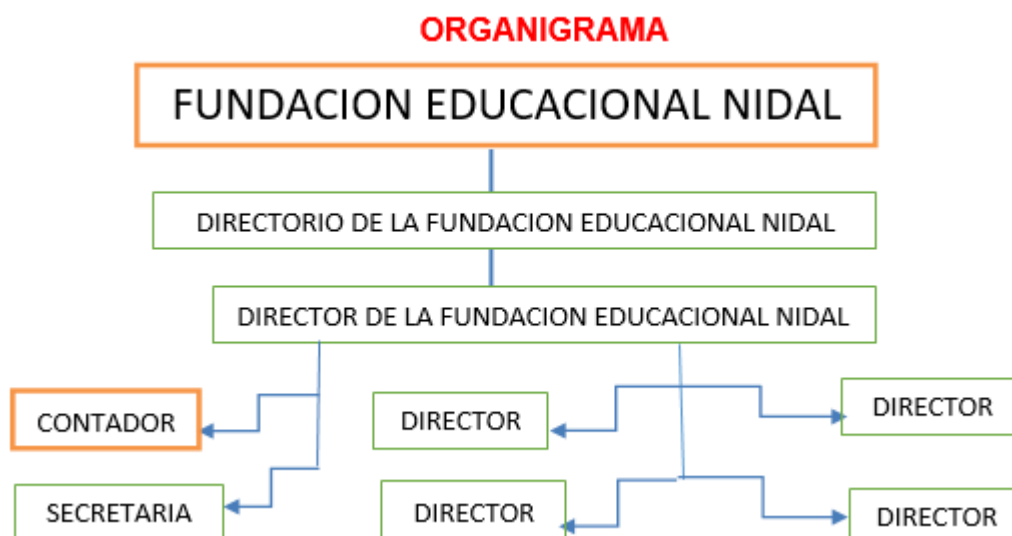 ORGANIGRAMA
FUNDACION EDUCACIONAL NIDAL
DIRECTORIO DE LA FUNDACION EDUCACIONAL NIDAL
DIRECTOR DE LA FUNDACION EDUCACIONAL NIDAL
CONTADOR
DIRECTOR
DIRECTOR
SECRETARIA
DIRECTOR
DIRECTOR